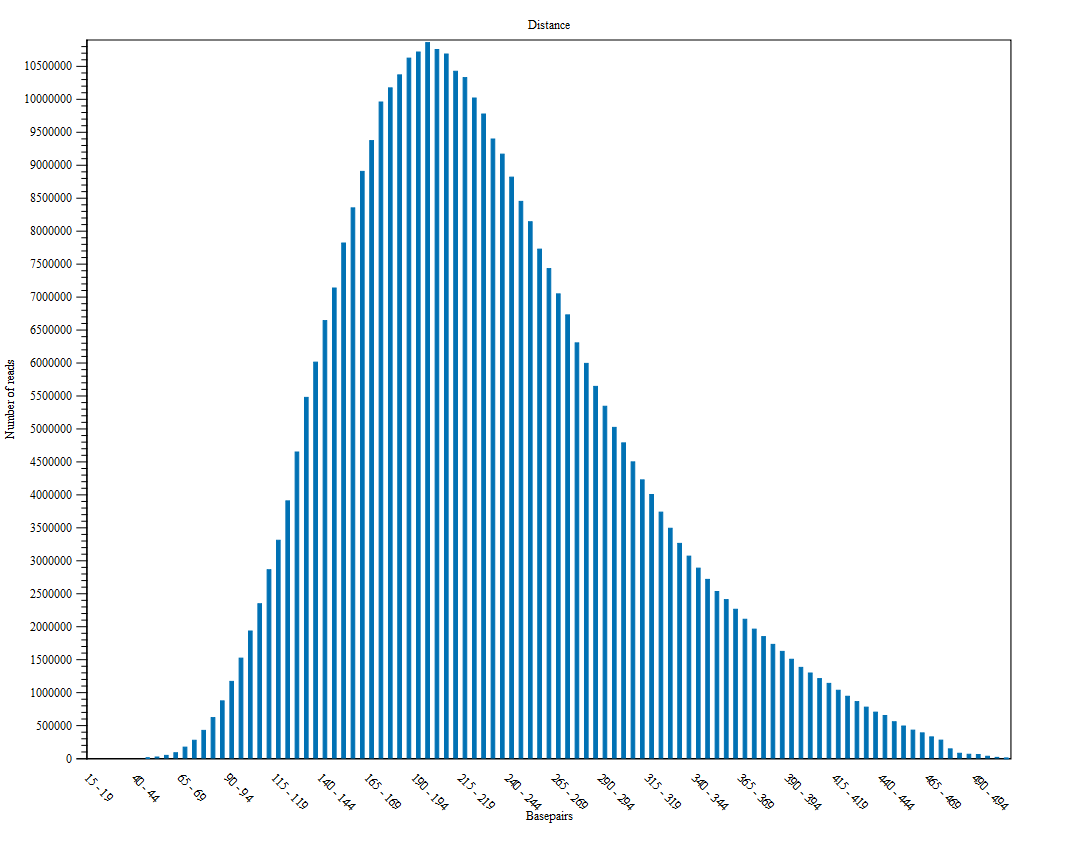 Distance
10500000
10000000
9500000
9000000
8500000
8000000
7500000
7000000
6500000
6000000
5500000
5000000
4500000
4000000
3500000
3000000
2500000
2000000
1500000
1000000
500000
0
Number of reads
15 - 19
40 - 44
65 - 69
90 - 94
115 - 119
140 - 144
165 - 169
190 - 194
215 - 219
240 - 244
265 - 269
290 - 294
315 - 319
340 - 344
365 - 369
390 - 394
415 - 419
440 - 444
465 - 469
490 - 494
Basepairs